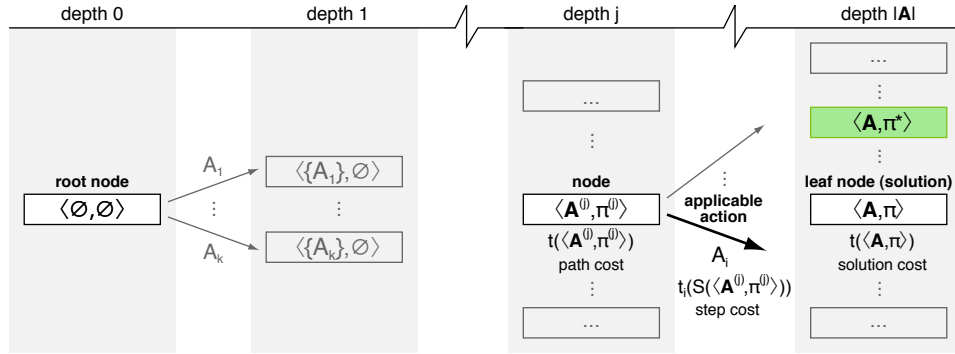 depth 0
depth 1
depth j
depth |A|
root node
⟨∅,∅⟩
A₁
⋮
Aₖ
⟨{A₁},∅⟩
⋮
⟨{Aₖ},∅⟩
...
⋮
node
⟨A⁽ʲ⁾,π⁽ʲ⁾⟩
t(⟨A⁽ʲ⁾,π⁽ʲ⁾⟩)
path cost
⋮
...
⋮
applicable
action
Aᵢ
tᵢ(S(⟨A⁽ʲ⁾,π⁽ʲ⁾⟩))
step cost
...
⋮
⟨A,π*⟩
⋮
leaf node (solution)
⟨A,π⟩
t(⟨A,π⟩)
solution cost
⋮
...